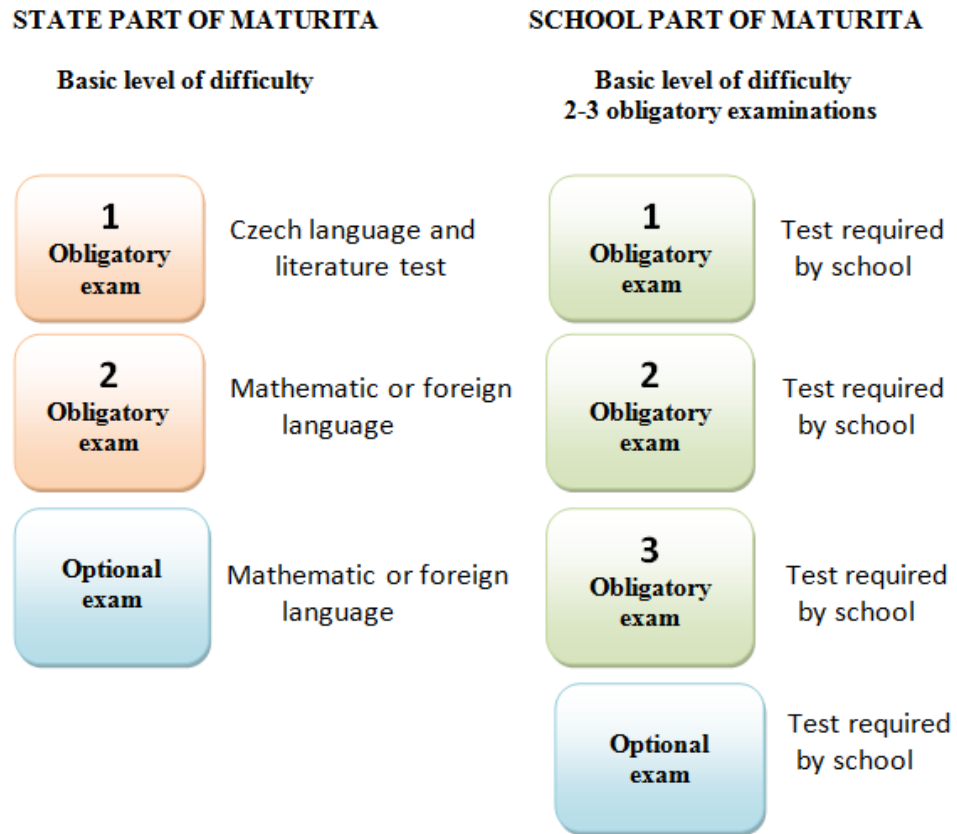 STATE PART OF MATURITA
Basic level of difficulty
1
Obligatory
exam
Czech language and
literature test
2
Obligatory
exam
Mathematic or foreign
language
Optional
exam
Mathematic or foreign
language
SCHOOL PART OF MATURITA
Basic level of difficulty
2-3 obligatory examinations
1
Obligatory
exam
Test required
by school
2
Obligatory
exam
Test required
by school
3
Obligatory
exam
Test required
by school
Optional
exam
Test required
by school